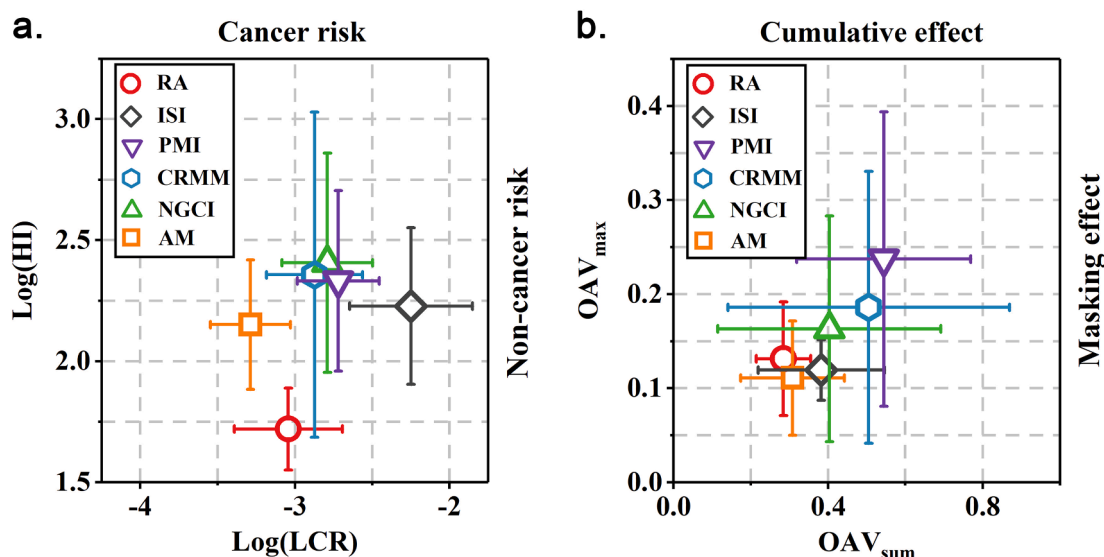 a.
Cancer risk
RA
ISI
PMI
CRMM
NGCI
AM
3.0
2.5
2.0
1.5
Log(HI)
-4
-3
-2
Log(LCR)
Non-cancer risk
b.
Cumulative effect
RA
ISI
PMI
CRMM
NGCI
AM
0.4
0.3
0.2
0.1
0.0
OAVmax
0.0
0.4
0.8
OAVsum
Masking effect